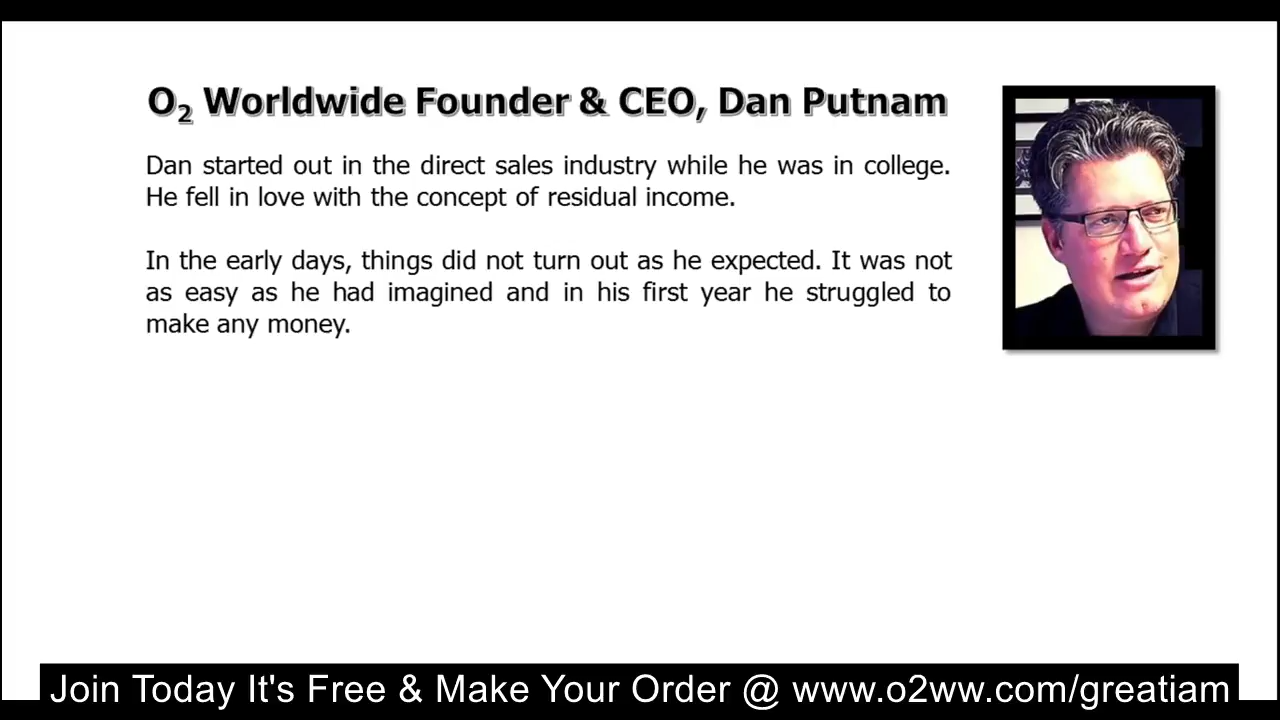 O₂ Worldwide Founder & CEO, Dan Putnam
Dan started out in the direct sales industry while he was in college.
He fell in love with the concept of residual income.
In the early days, things did not turn out as he expected. It was not
as easy as he had imagined and in his first year he struggled to
make any money.
Join Today It's Free & Make Your Order @ www.o2ww.com/greatiam